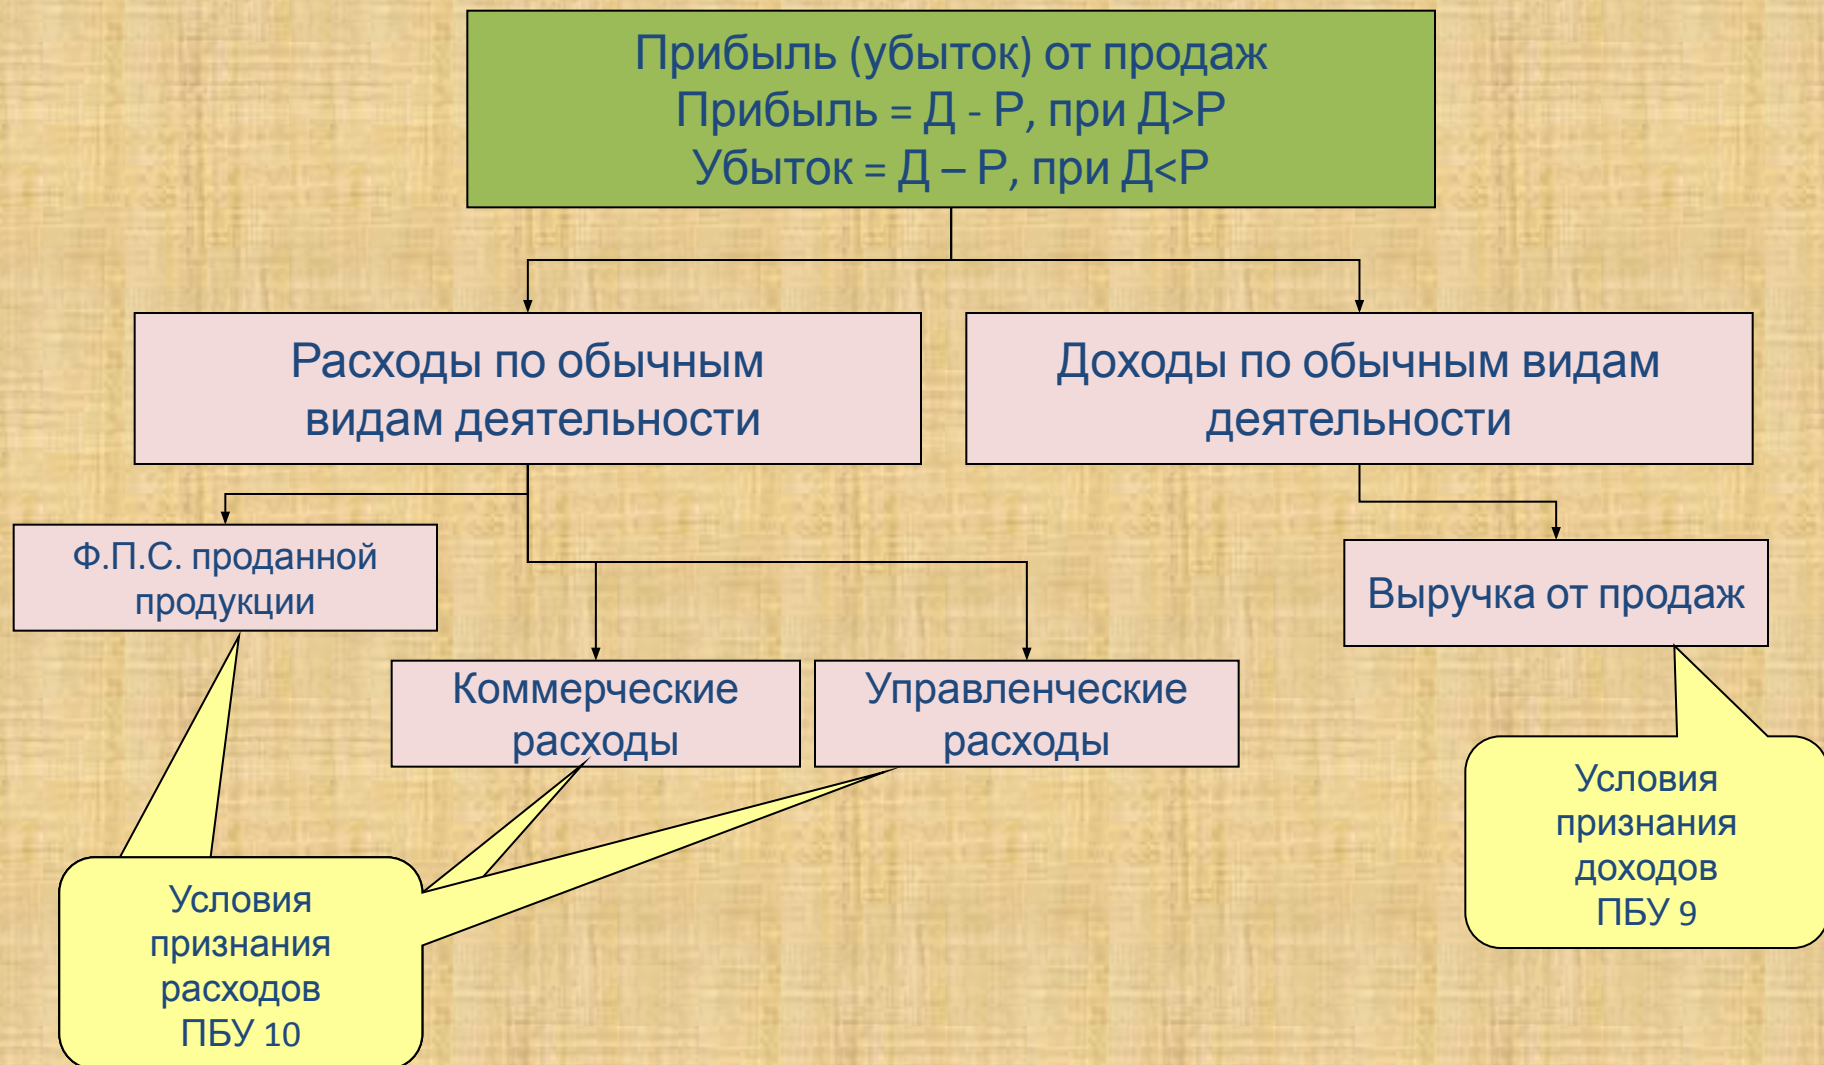 Прибыль (убыток) от продаж
Прибыль = Д - Р, при Д>Р
Убыток = Д – Р, при Д<Р
Расходы по обычным
видам деятельности
Доходы по обычным видам
деятельности
Ф.П.С. проданной
продукции
Выручка от продаж
Коммерческие
расходы
Управленческие
расходы
Условия
признания
доходов
ПБУ 9
Условия
признания
расходов
ПБУ 10